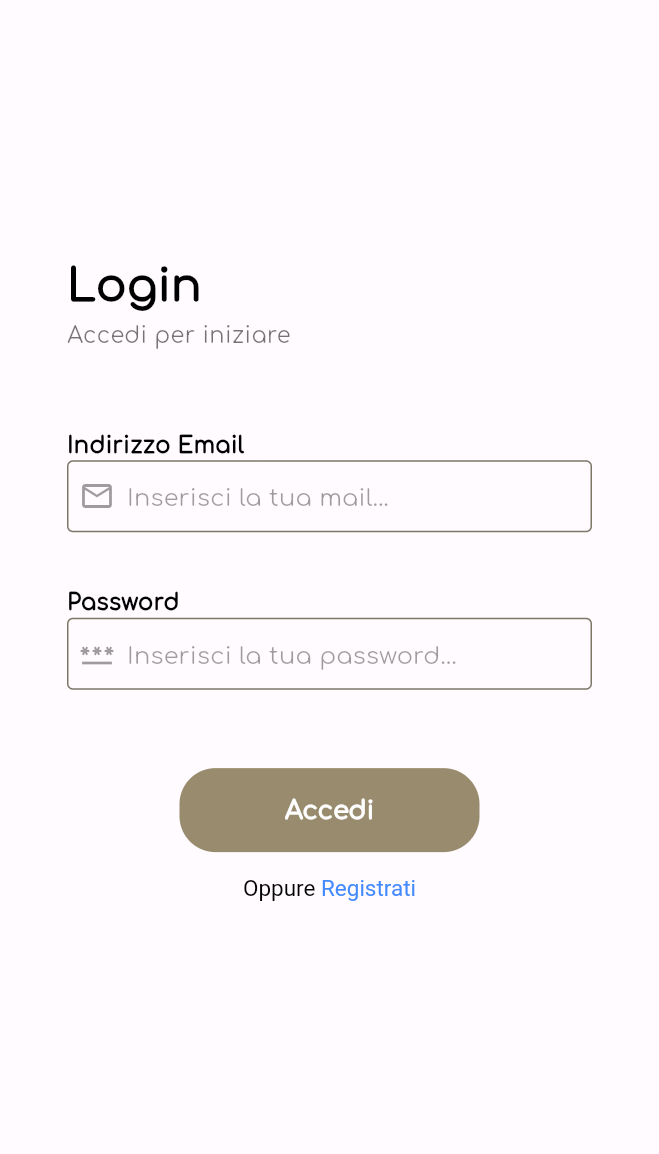 Login
Accedi per iniziare
Indirizzo Email
Inserisci la tua mail...
Password
Inserisci la tua password...
Accedi
Oppure Registrati